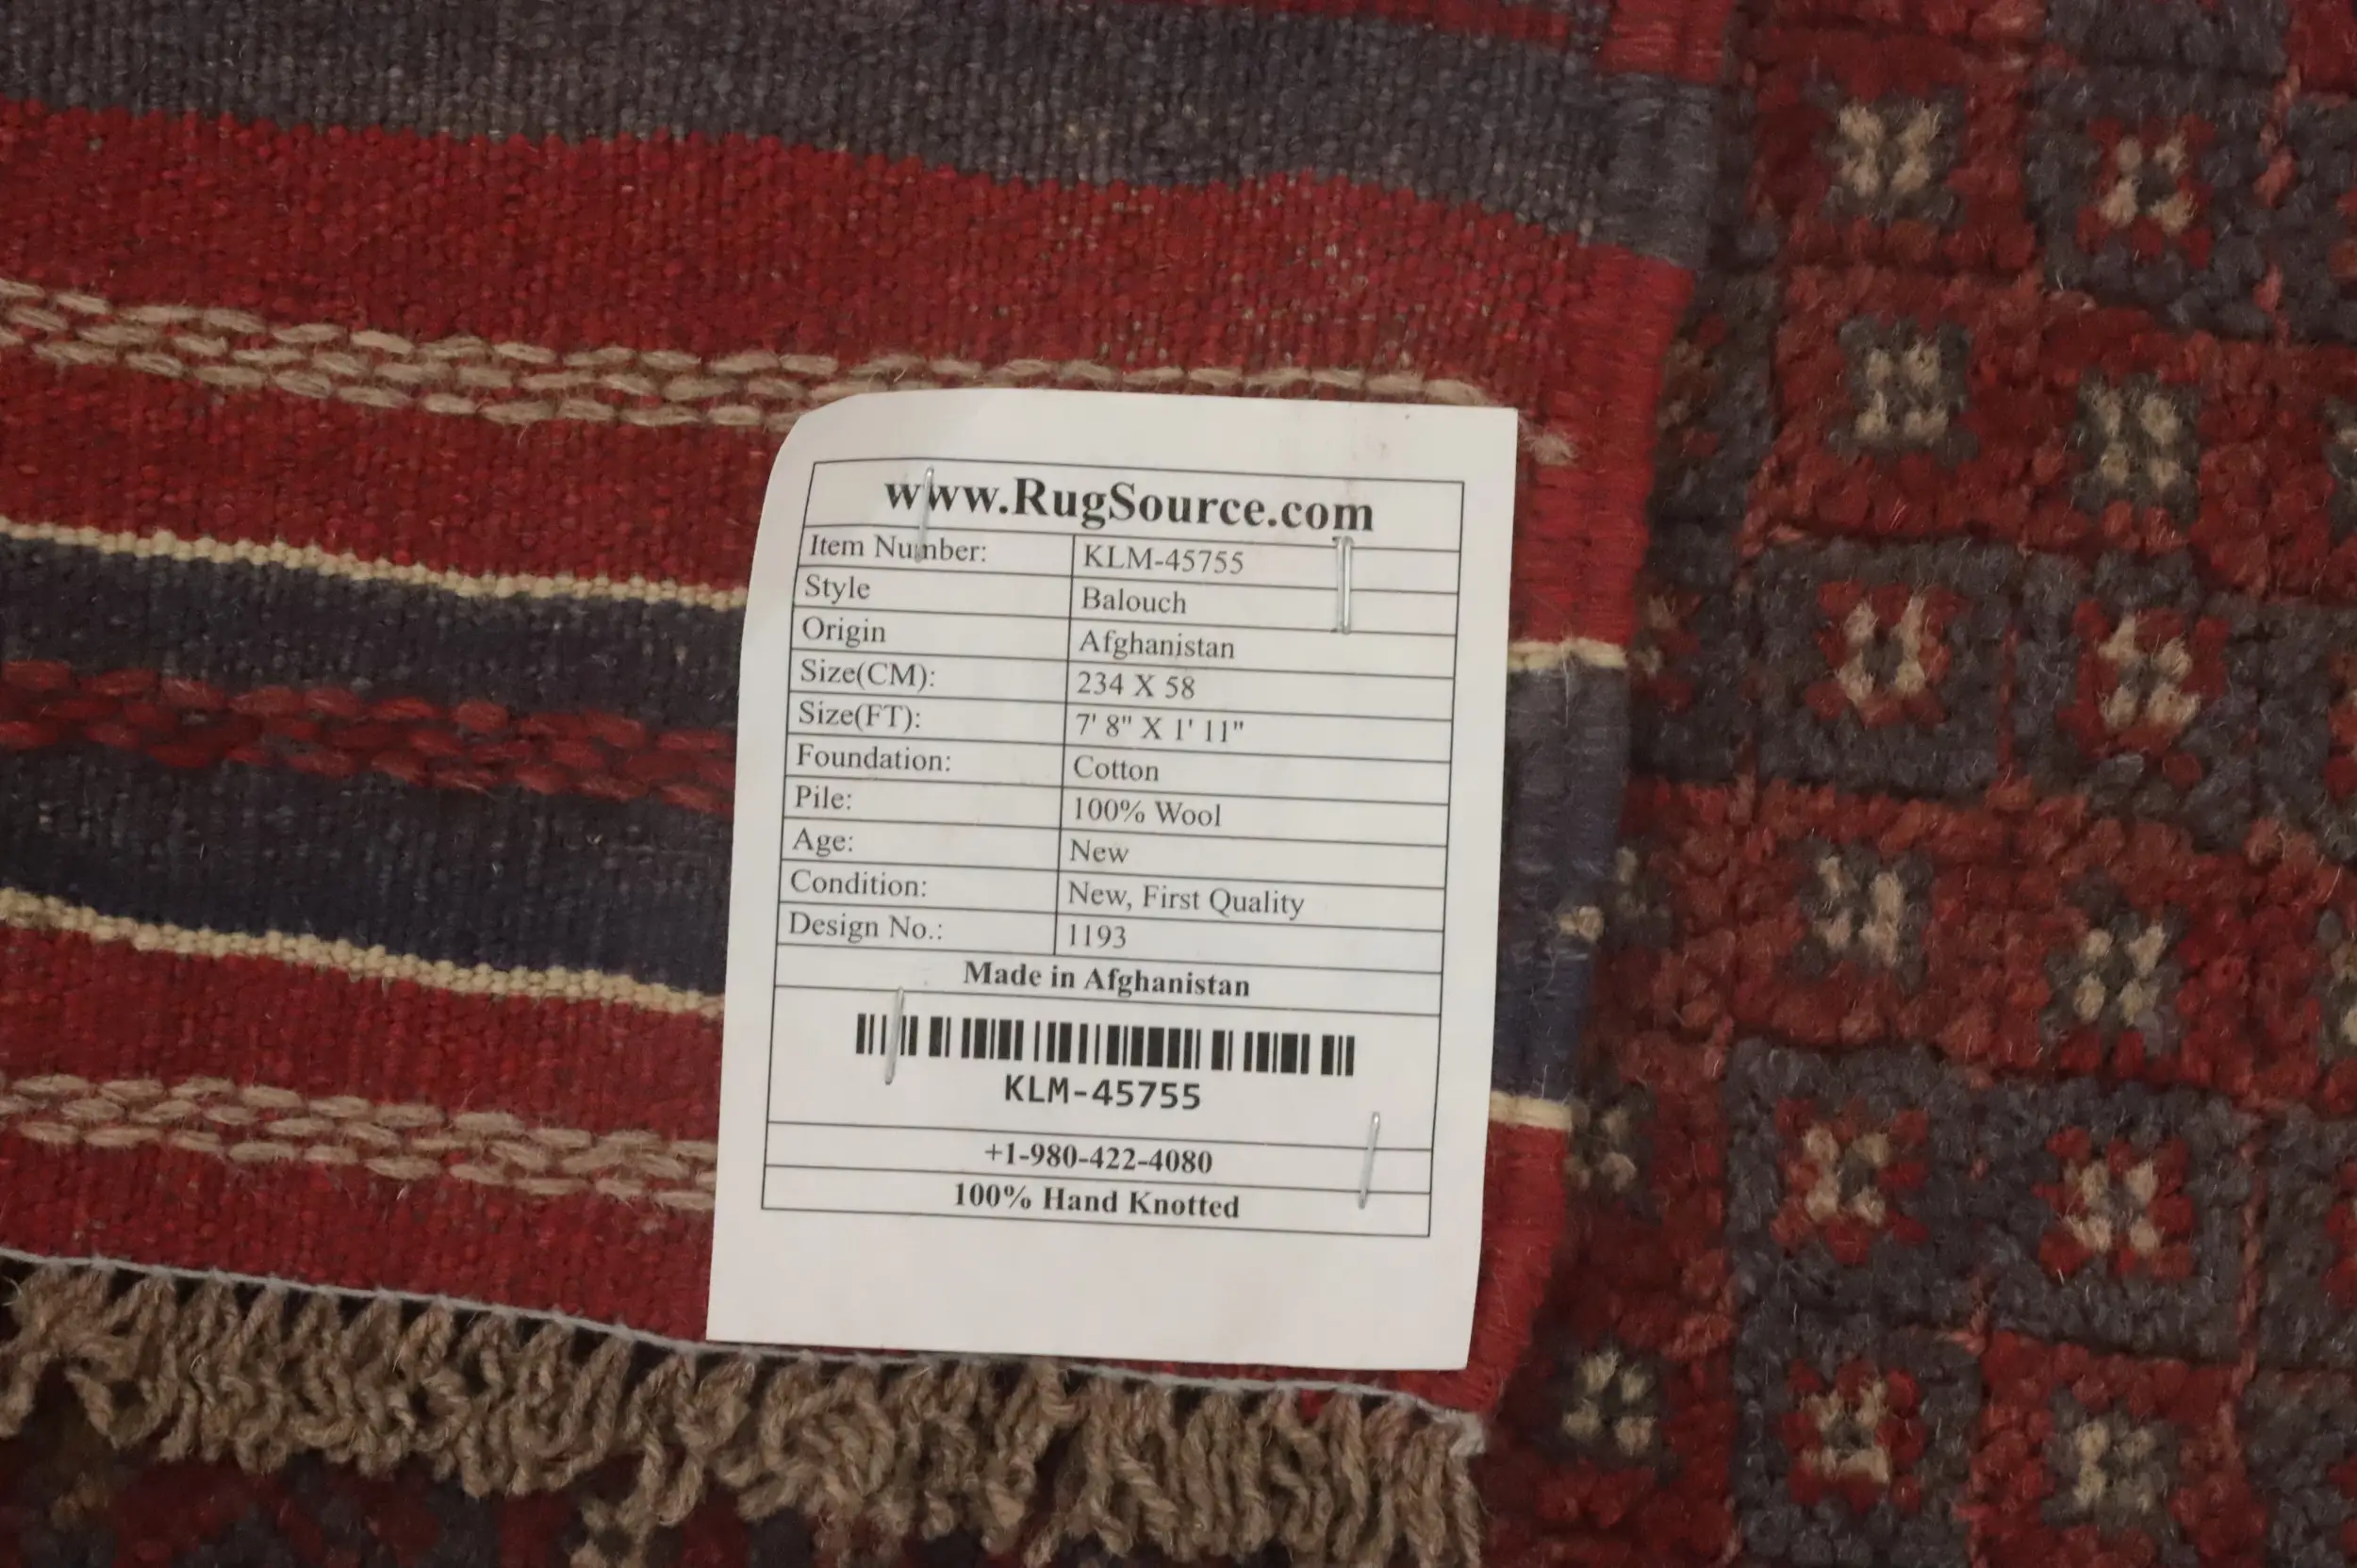 www.RugSource.com
Item Number: KLM-45755
Style Balouch
Origin Afghanistan
Size(CM): 234 X 58
Size(FT): 7' 8" X 1' 11"
Foundation: Cotton
Pile: 100% Wool
Age: New
Condition: New, First Quality
Design No.: 1193
Made in Afghanistan
KLM-45755
+1-980-422-4080
100% Hand Knotted